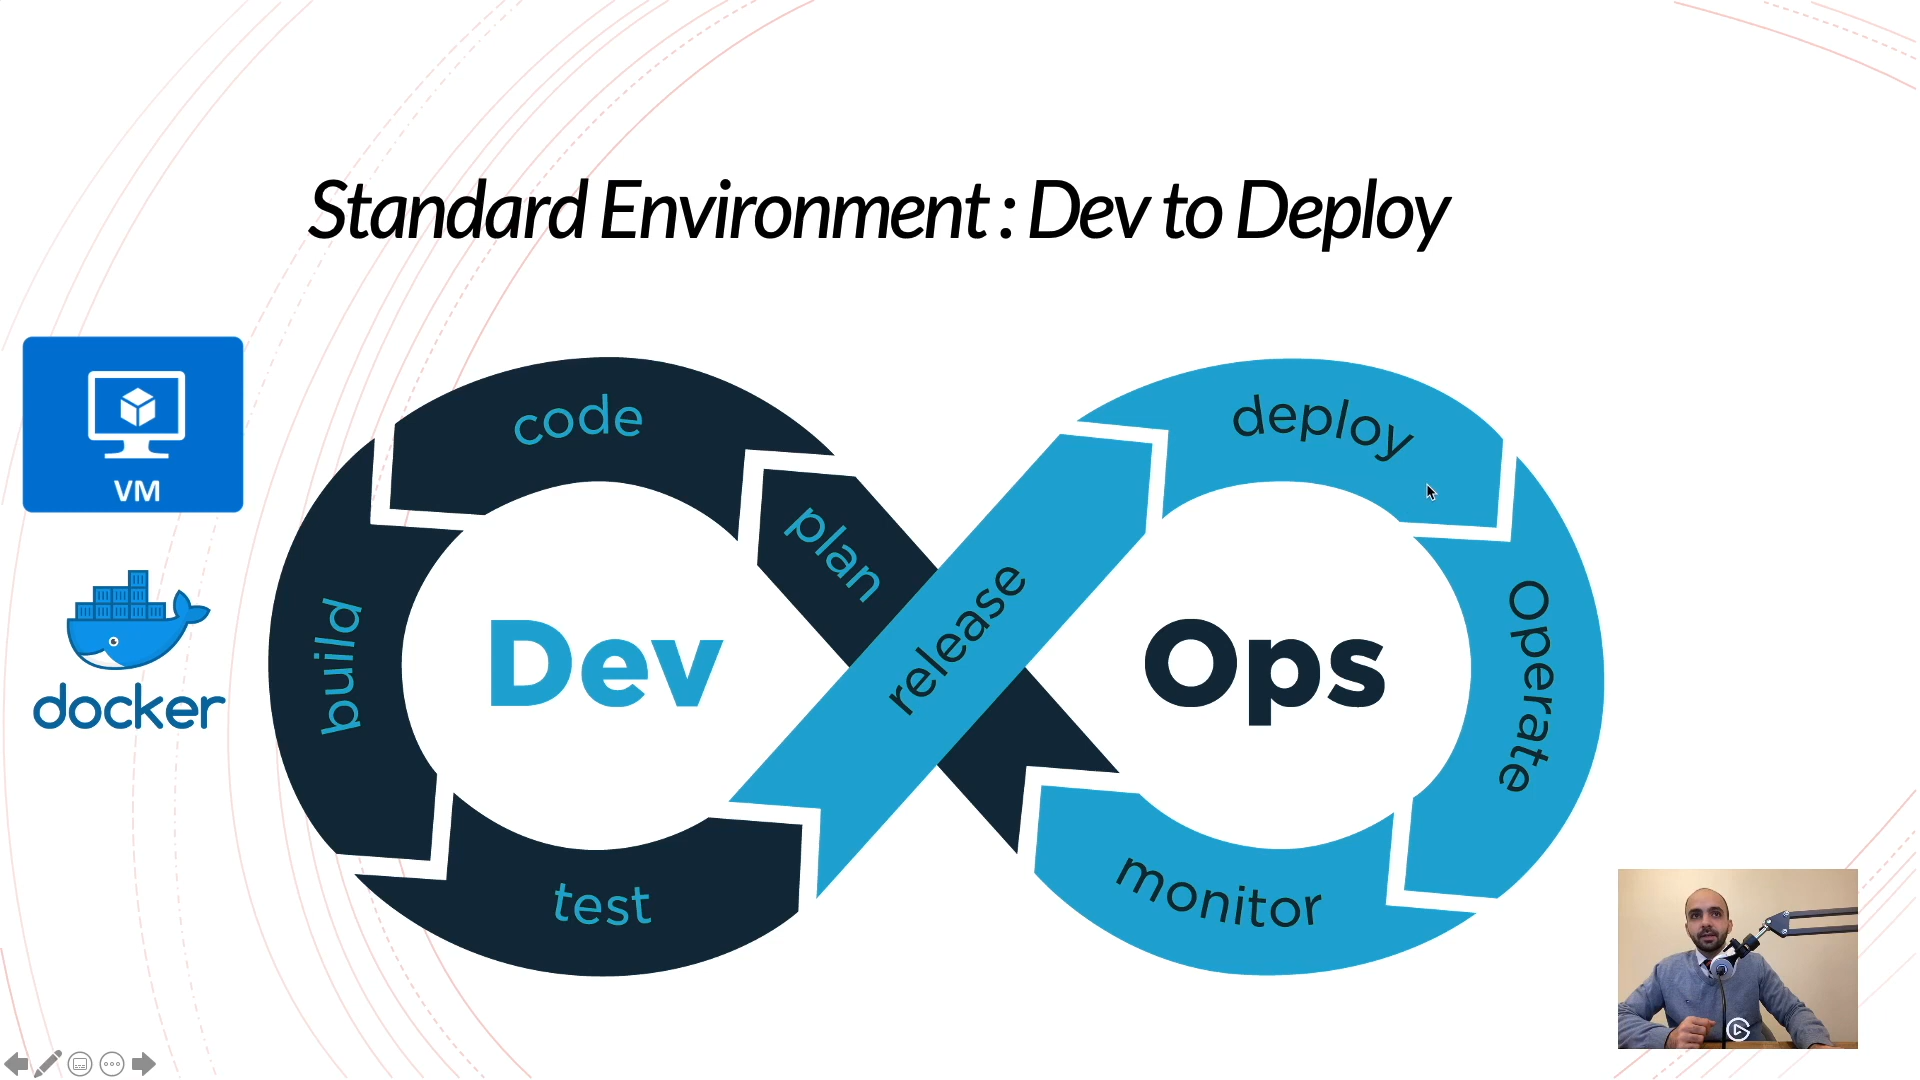 Standard Environment : Dev to Deploy
VM
docker
code
plan
build
Dev
test
release
deploy
Ops
Operate
monitor